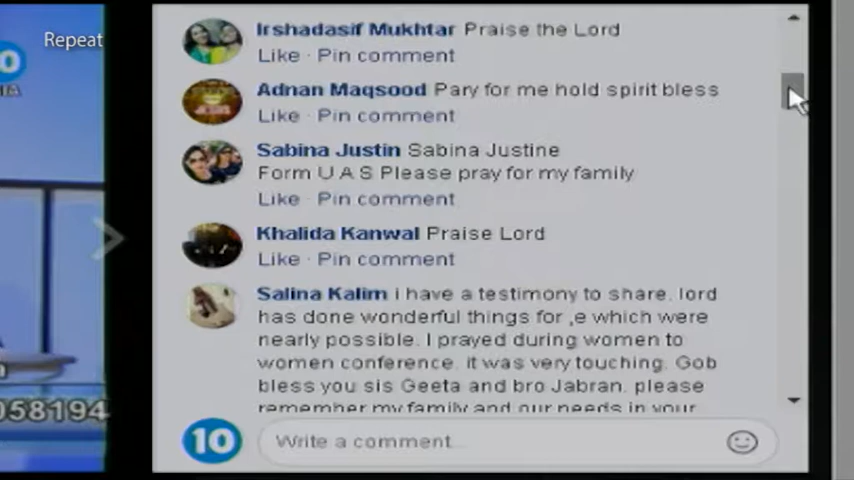 Repeat
10
Irshadasif Mukhtar Praise the Lord
Like · Pin comment
Adnan Maqsood Pary for me hold spirit bless
Like · Pin comment
Sabina Justin Sabina Justine
Form U A S Please pray for my family
Like · Pin comment
Khalida Kanwal Praise Lord
Like · Pin comment
Salina Kalim i have a testimony to share. lord
has done wonderful things for ,e which were
nearly possible. I prayed during women to
women conference. it was very touching. Gob
bless you sis Geeta and bro Jabran. please
remember my family and our needs in your
058194
10
Write a comment...